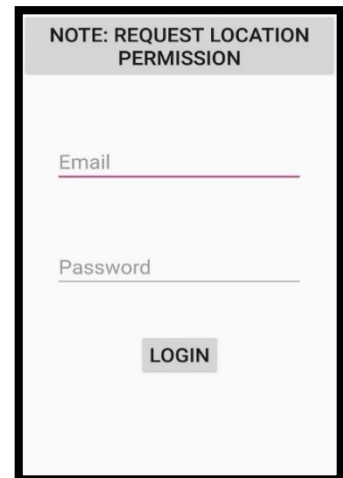 NOTE: REQUEST LOCATION
PERMISSION
Email
Password
LOGIN